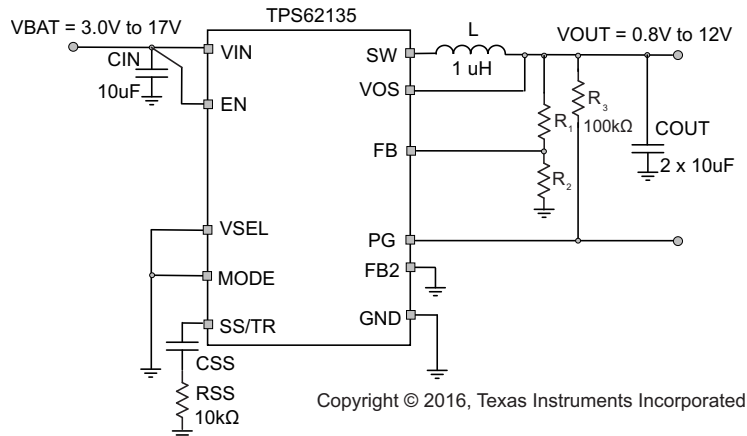 TPS62135
VBAT = 3.0V to 17V
VIN
CIN
10uF
EN
SW
L
1 uH
VOUT = 0.8V to 12V
VOS
R1
R3
100kΩ
COUT
2 x 10uF
FB
R2
VSEL
PG
MODE
FB2
SS/TR
GND
CSS
RSS
10kΩ
Copyright © 2016, Texas Instruments Incorporated